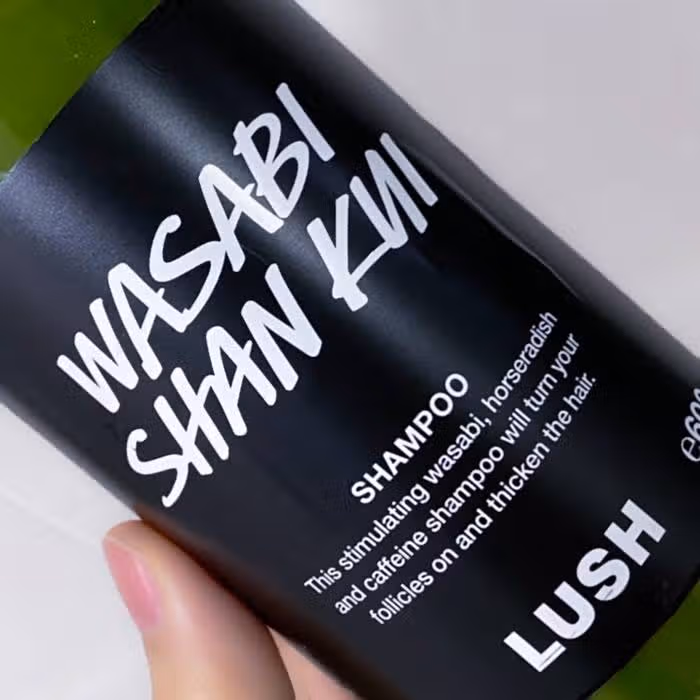 WASABI
SHAN KUI
SHAMPOO
This stimulating wasabi, horseradish
and caffeine shampoo will turn your
follicles on and thicken the hair.
LUSH